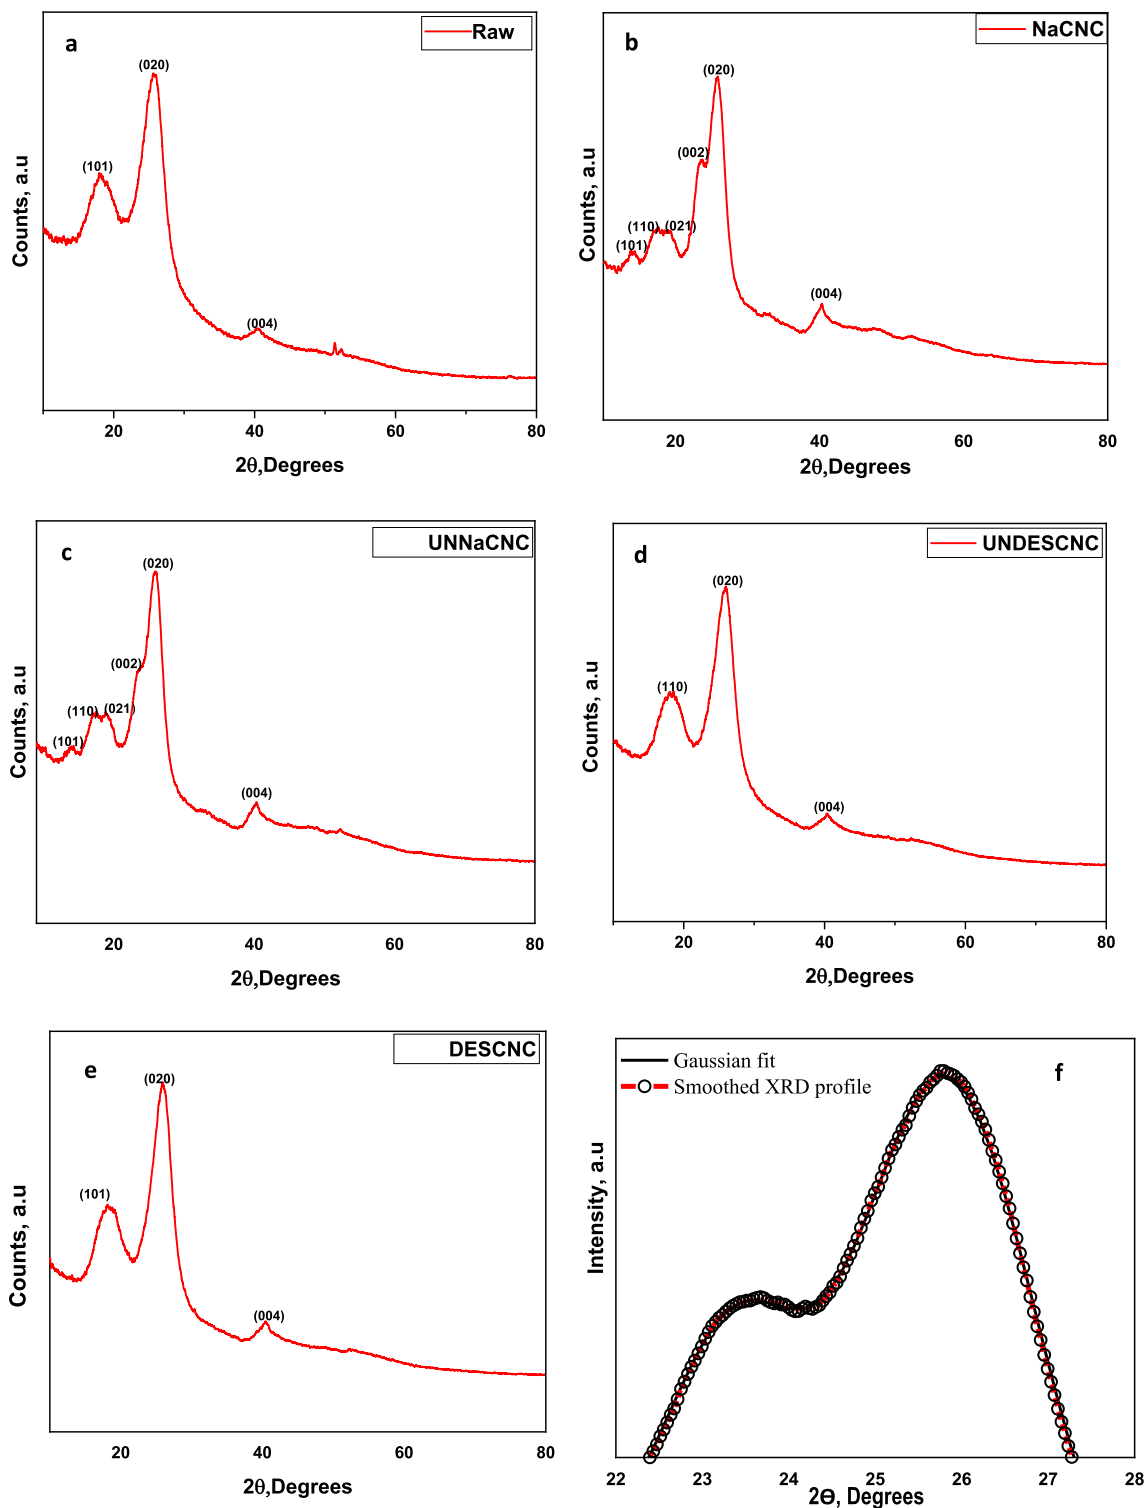 a
Raw
(020)
(101)
(004)
Counts, a.u
20
40
60
80
2θ,Degrees
b
NaCNC
(020)
(002)
(110)
(021)
(101)
(004)
Counts, a.u
20
40
60
80
2θ,Degrees
c
UNNaCNC
(020)
(002)
(110)
(021)
(101)
(004)
Counts, a.u
20
40
60
80
2θ,Degrees
d
UNDESCNC
(020)
(110)
(004)
Counts, a.u
20
40
60
80
2θ,Degrees
e
DESCNC
(020)
(101)
(004)
Counts, a.u
20
40
60
80
2θ,Degrees
f
Gaussian fit
Smoothed XRD profile
Intensity, a.u
22
23
24
25
26
27
28
2ϴ, Degrees